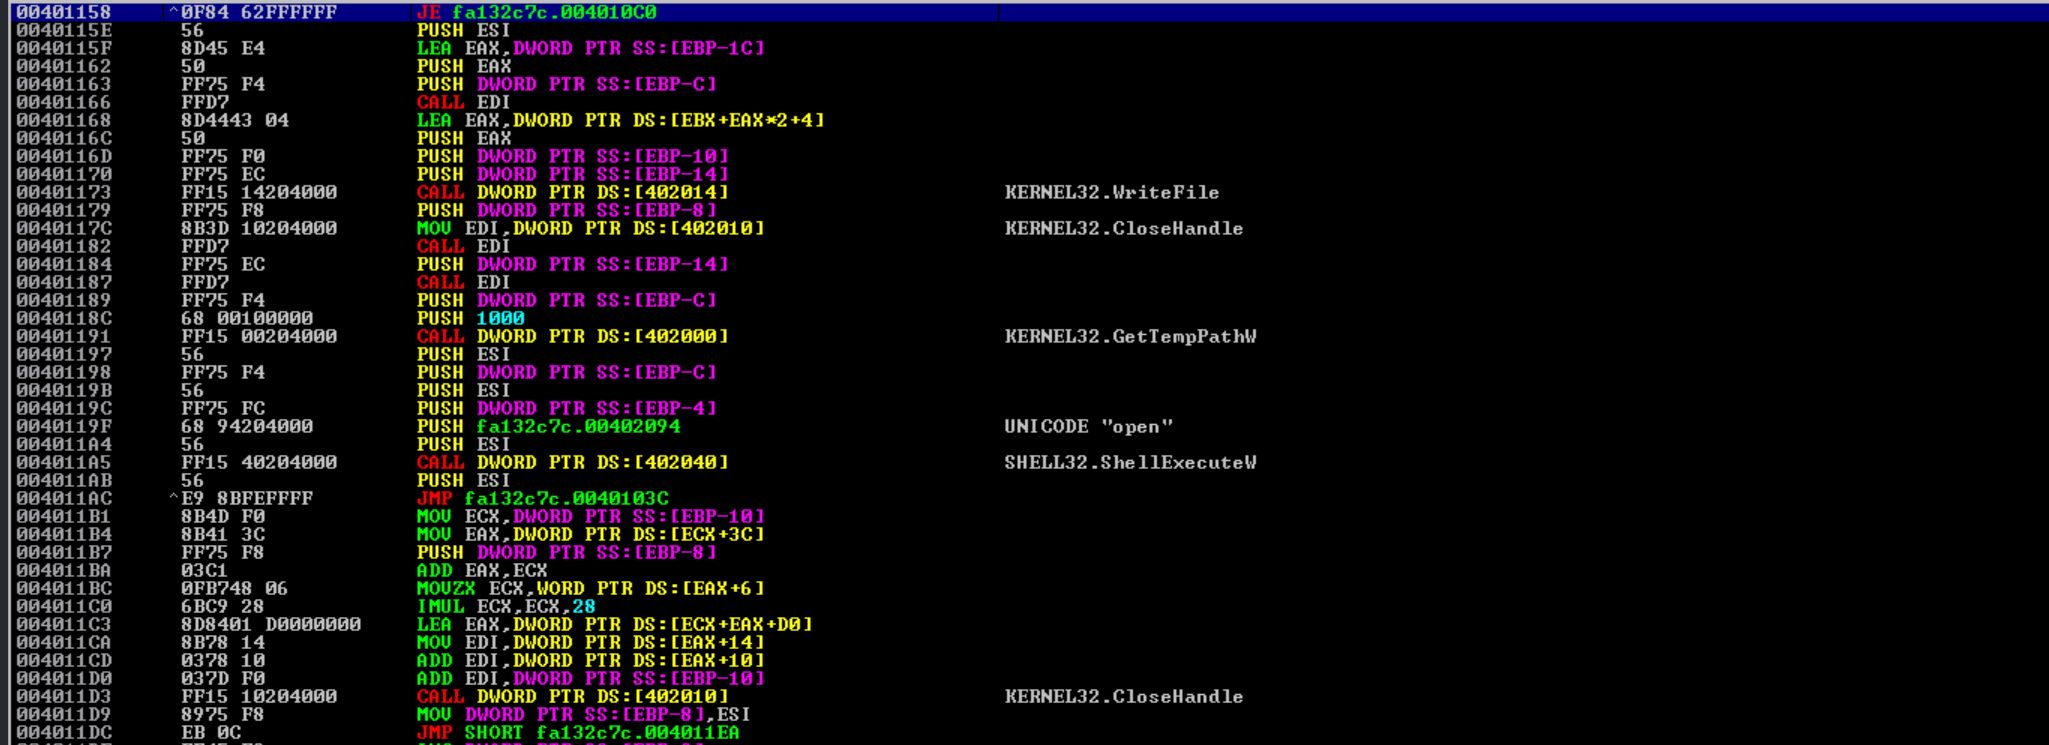 00401158 ^0F84 62FFFFFF JE fa132c7c.004010C0
0040115E 56 PUSH ESI
0040115F 8D45 E4 LEA EAX,DWORD PTR SS:[EBP-1C]
00401162 50 PUSH EAX
00401163 FF75 F4 PUSH DWORD PTR SS:[EBP-C]
00401166 FFD7 CALL EDI
00401168 8D4443 04 LEA EAX,DWORD PTR DS:[EBX+EAX*2+4]
0040116C 50 PUSH EAX
0040116D FF75 F0 PUSH DWORD PTR SS:[EBP-10]
00401170 FF75 EC PUSH DWORD PTR SS:[EBP-14]
00401173 FF15 14204000 CALL DWORD PTR DS:[402014] KERNEL32.WriteFile
00401179 FF75 F8 PUSH DWORD PTR SS:[EBP-8]
0040117C 8B3D 10204000 MOV EDI,DWORD PTR DS:[402010] KERNEL32.CloseHandle
00401182 FFD7 CALL EDI
00401184 FF75 EC PUSH DWORD PTR SS:[EBP-14]
00401187 FFD7 CALL EDI
00401189 FF75 F4 PUSH DWORD PTR SS:[EBP-C]
0040118C 68 00100000 PUSH 1000
00401191 FF15 00204000 CALL DWORD PTR DS:[402000] KERNEL32.GetTempPathW
00401197 56 PUSH ESI
00401198 FF75 F4 PUSH DWORD PTR SS:[EBP-C]
0040119B 56 PUSH ESI
0040119C FF75 FC PUSH DWORD PTR SS:[EBP-4]
0040119F 68 94204000 PUSH fa132c7c.00402094 UNICODE "open"
004011A4 56 PUSH ESI
004011A5 FF15 40204000 CALL DWORD PTR DS:[402040] SHELL32.ShellExecuteW
004011AB 56 PUSH ESI
004011AC ^E9 8BFEFFFF JMP fa132c7c.0040103C
004011B1 8B4D F0 MOV ECX,DWORD PTR SS:[EBP-10]
004011B4 8B41 3C MOV EAX,DWORD PTR DS:[ECX+3C]
004011B7 FF75 F8 PUSH DWORD PTR SS:[EBP-8]
004011BA 03C1 ADD EAX,ECX
004011BC 0FB748 06 MOVZX ECX,WORD PTR DS:[EAX+6]
004011C0 6BC9 28 IMUL ECX,ECX,28
004011C3 8D8401 D0000000 LEA EAX,DWORD PTR DS:[ECX+EAX+D0]
004011CA 8B78 14 MOV EDI,DWORD PTR DS:[EAX+14]
004011CD 0378 10 ADD EDI,DWORD PTR DS:[EAX+10]
004011D0 037D F0 ADD EDI,DWORD PTR SS:[EBP-10]
004011D3 FF15 10204000 CALL DWORD PTR DS:[402010] KERNEL32.CloseHandle
004011D9 8975 F8 MOV DWORD PTR SS:[EBP-8],ESI
004011DC EB 0C JMP SHORT fa132c7c.004011EA